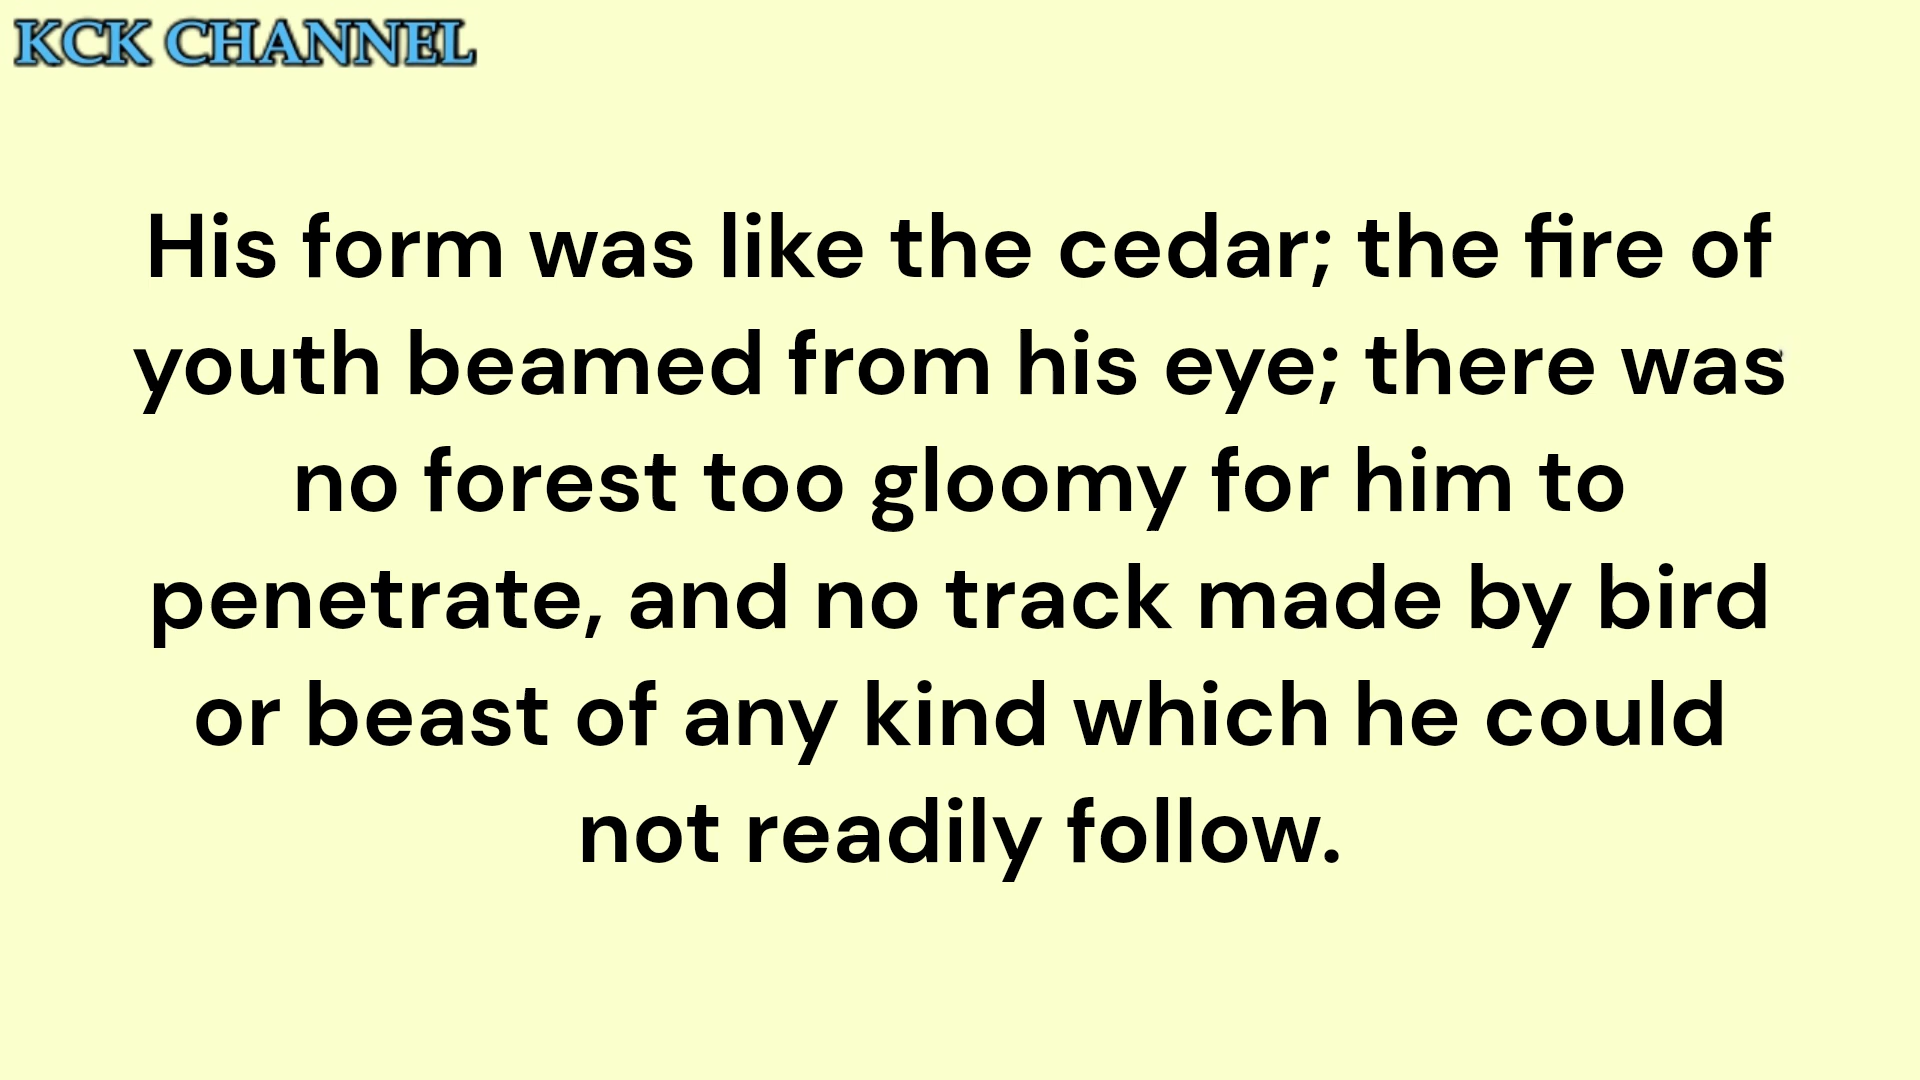 KCK CHANNEL
His form was like the cedar; the fire of
youth beamed from his eye; there was
no forest too gloomy for him to
penetrate, and no track made by bird
or beast of any kind which he could
not readily follow.